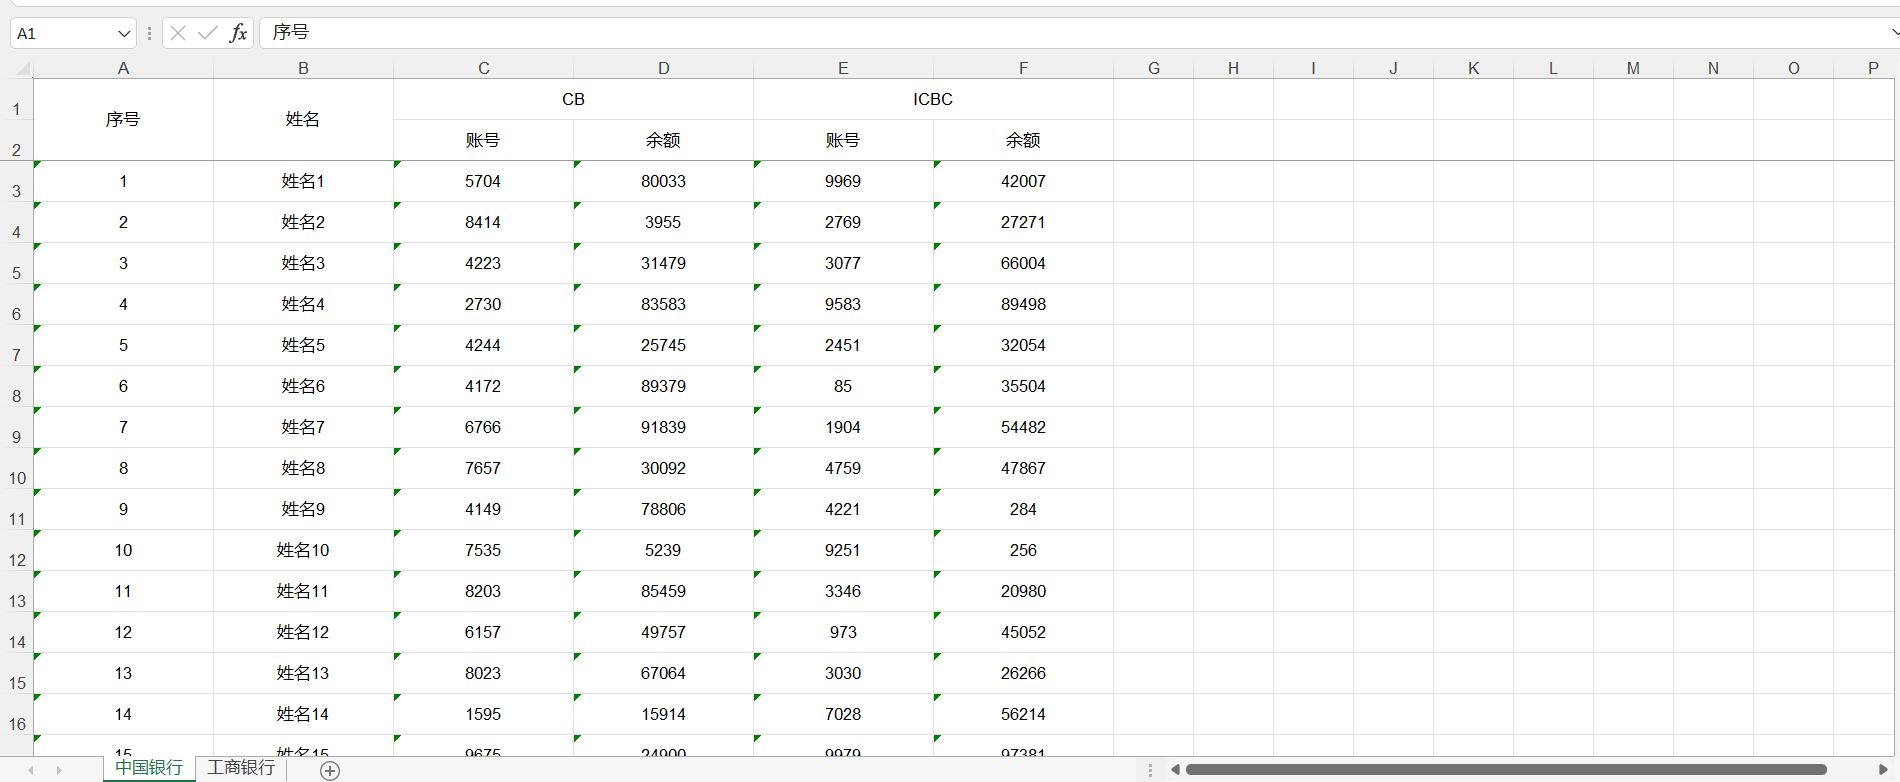 A1 fx 序号
A B C D E F G H I J K L M N O P
1 序号 姓名 CB ICBC
2 账号 余额 账号 余额
3 1 姓名1 5704 80033 9969 42007
4 2 姓名2 8414 3955 2769 27271
5 3 姓名3 4223 31479 3077 66004
6 4 姓名4 2730 83583 9583 89498
7 5 姓名5 4244 25745 2451 32054
8 6 姓名6 4172 89379 85 35504
9 7 姓名7 6766 91839 1904 54482
10 8 姓名8 7657 30092 4759 47867
11 9 姓名9 4149 78806 4221 284
12 10 姓名10 7535 5239 9251 256
13 11 姓名11 8203 85459 3346 20980
14 12 姓名12 6157 49757 973 45052
15 13 姓名13 8023 67064 3030 26266
16 14 姓名14 1595 15914 7028 56214
15 姓名15 9675 24900 9979 97381
中国银行 工商银行